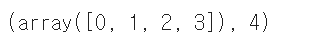 (array([0, 1, 2, 3]), 4)